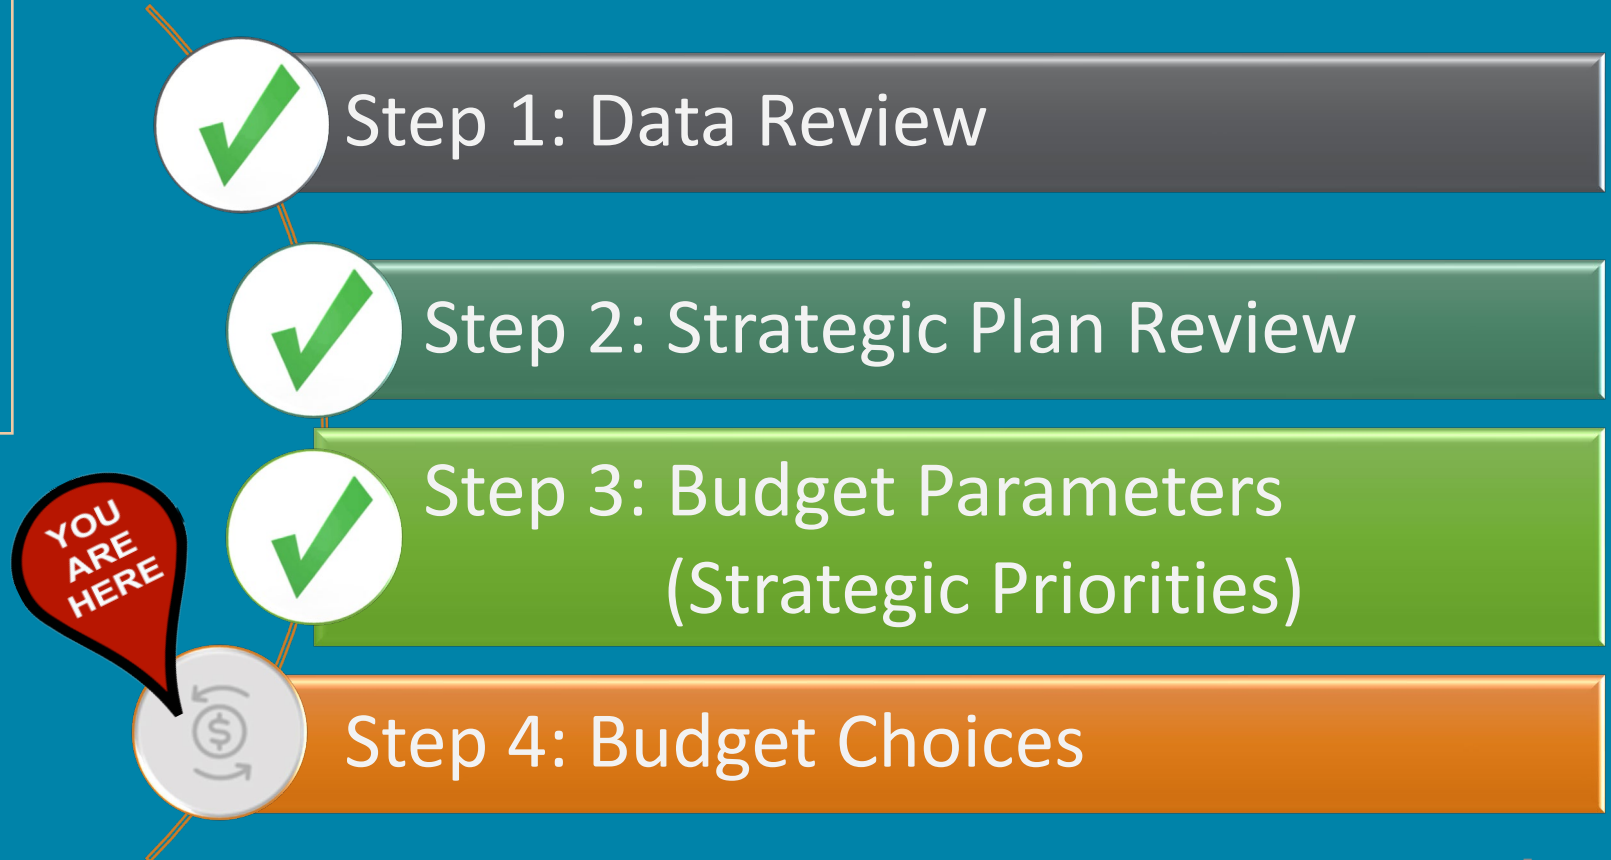 Step 1: Data Review
Step 2: Strategic Plan Review
Step 3: Budget Parameters
(Strategic Priorities)
YOU
ARE
HERE
$
Step 4: Budget Choices